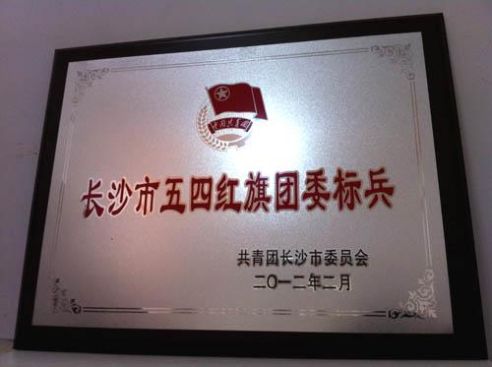 中国共青团
长沙市五四红旗团委标兵
共青团长沙市委员会
二〇一二年二月